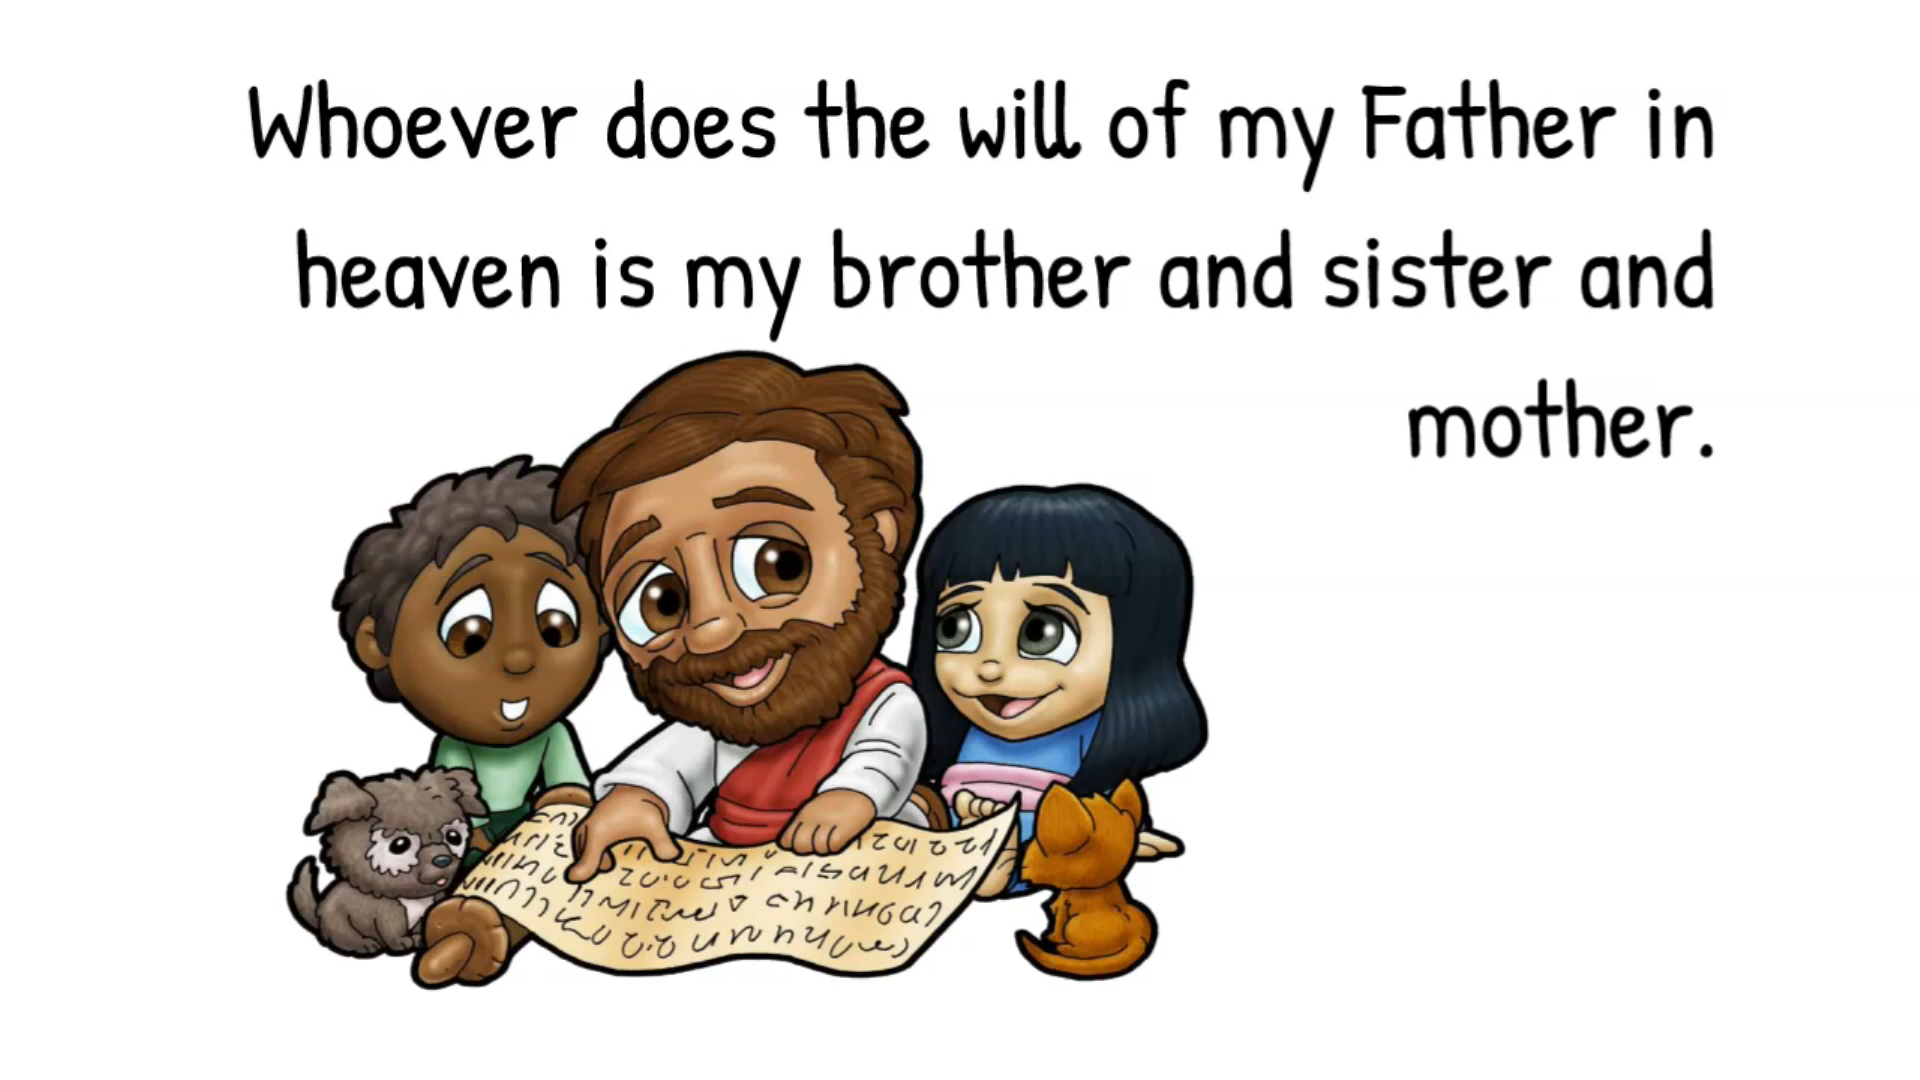 Whoever does the will of my Father in
heaven is my brother and sister and
mother.